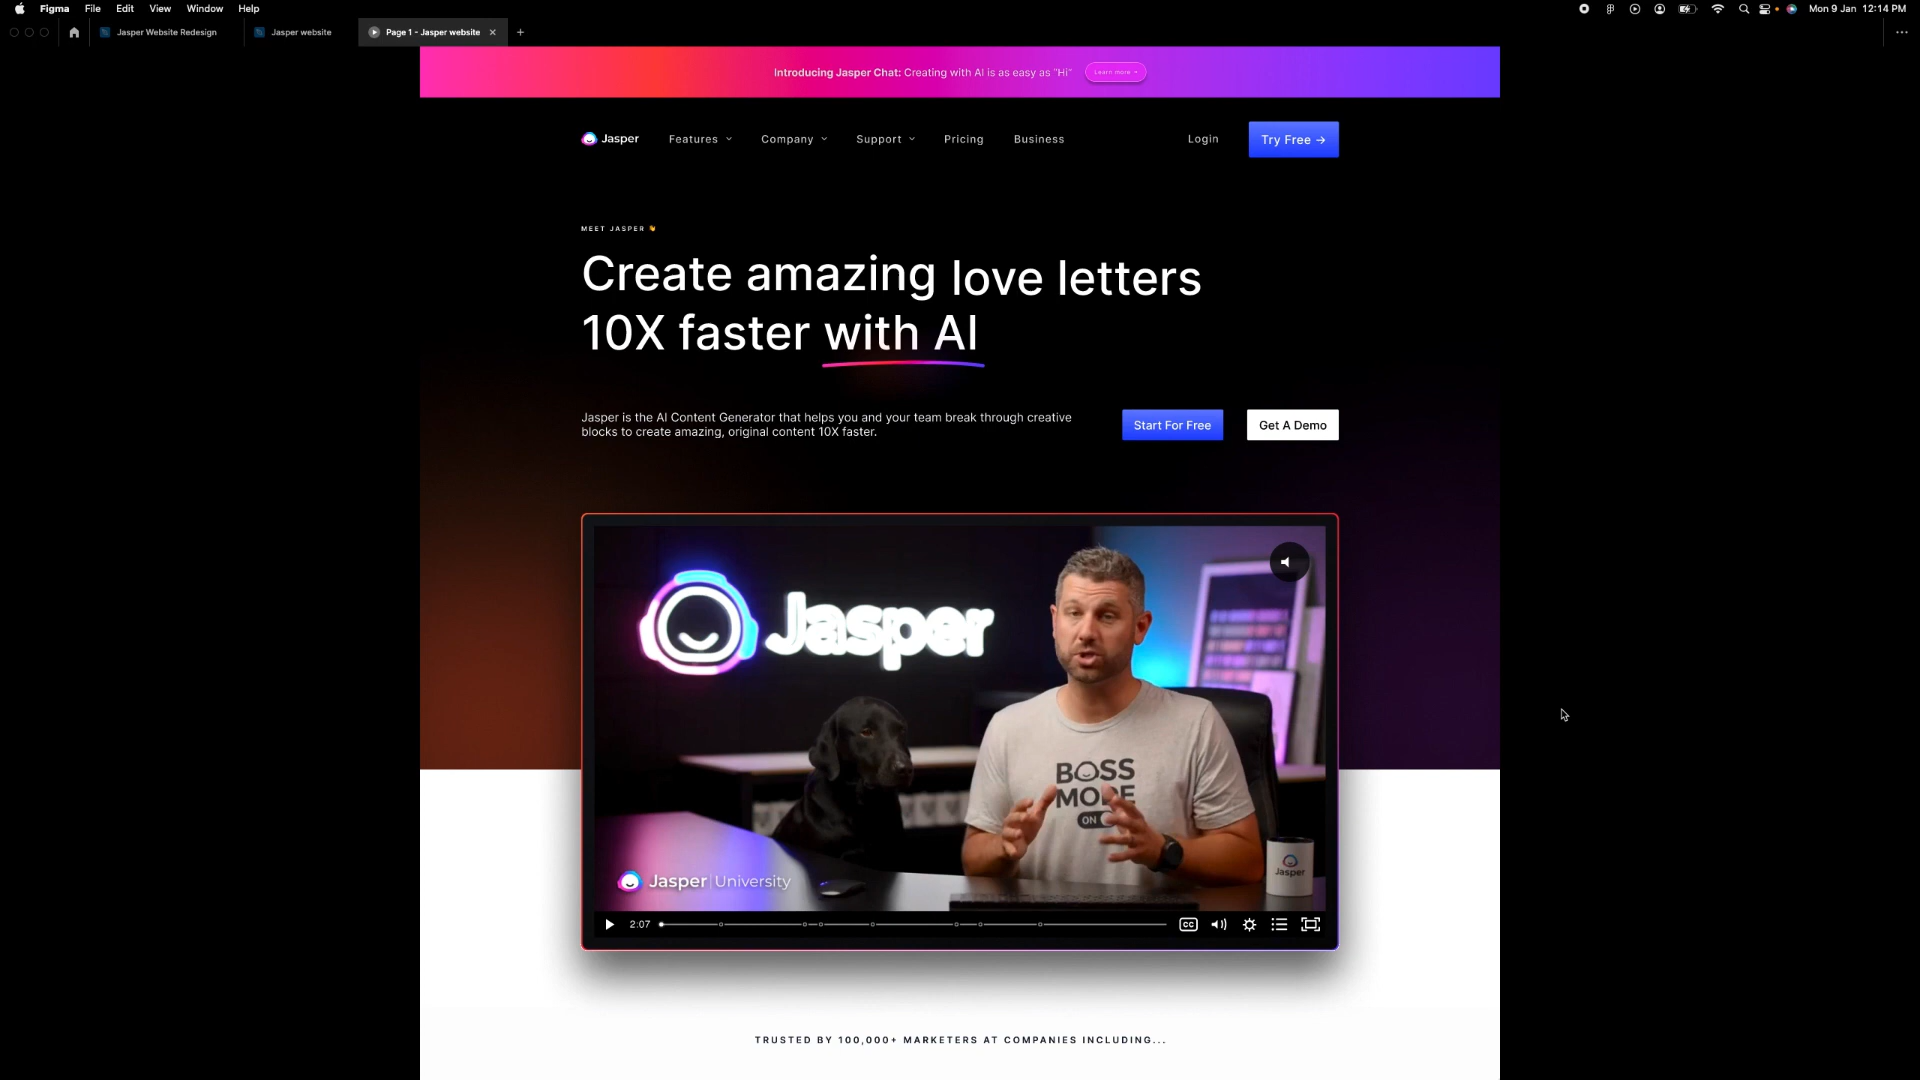 Figma File Edit View Window Help
Mon 9 Jan 12:14 PM
Jasper Website Redesign
Jasper website
Page 1 - Jasper website
Introducing Jasper Chat: Creating with AI is as easy as "Hi"
Learn more →
Jasper
Features
Company
Support
Pricing
Business
Login
Try Free →
MEET JASPER 👋
Create amazing love letters
10X faster with AI
Jasper is the AI Content Generator that helps you and your team break through creative
blocks to create amazing, original content 10X faster.
Start For Free
Get A Demo
Jasper
BOSS
MODE
ON
Jasper
Jasper | University
2:07
CC
TRUSTED BY 100,000+ MARKETERS AT COMPANIES INCLUDING...